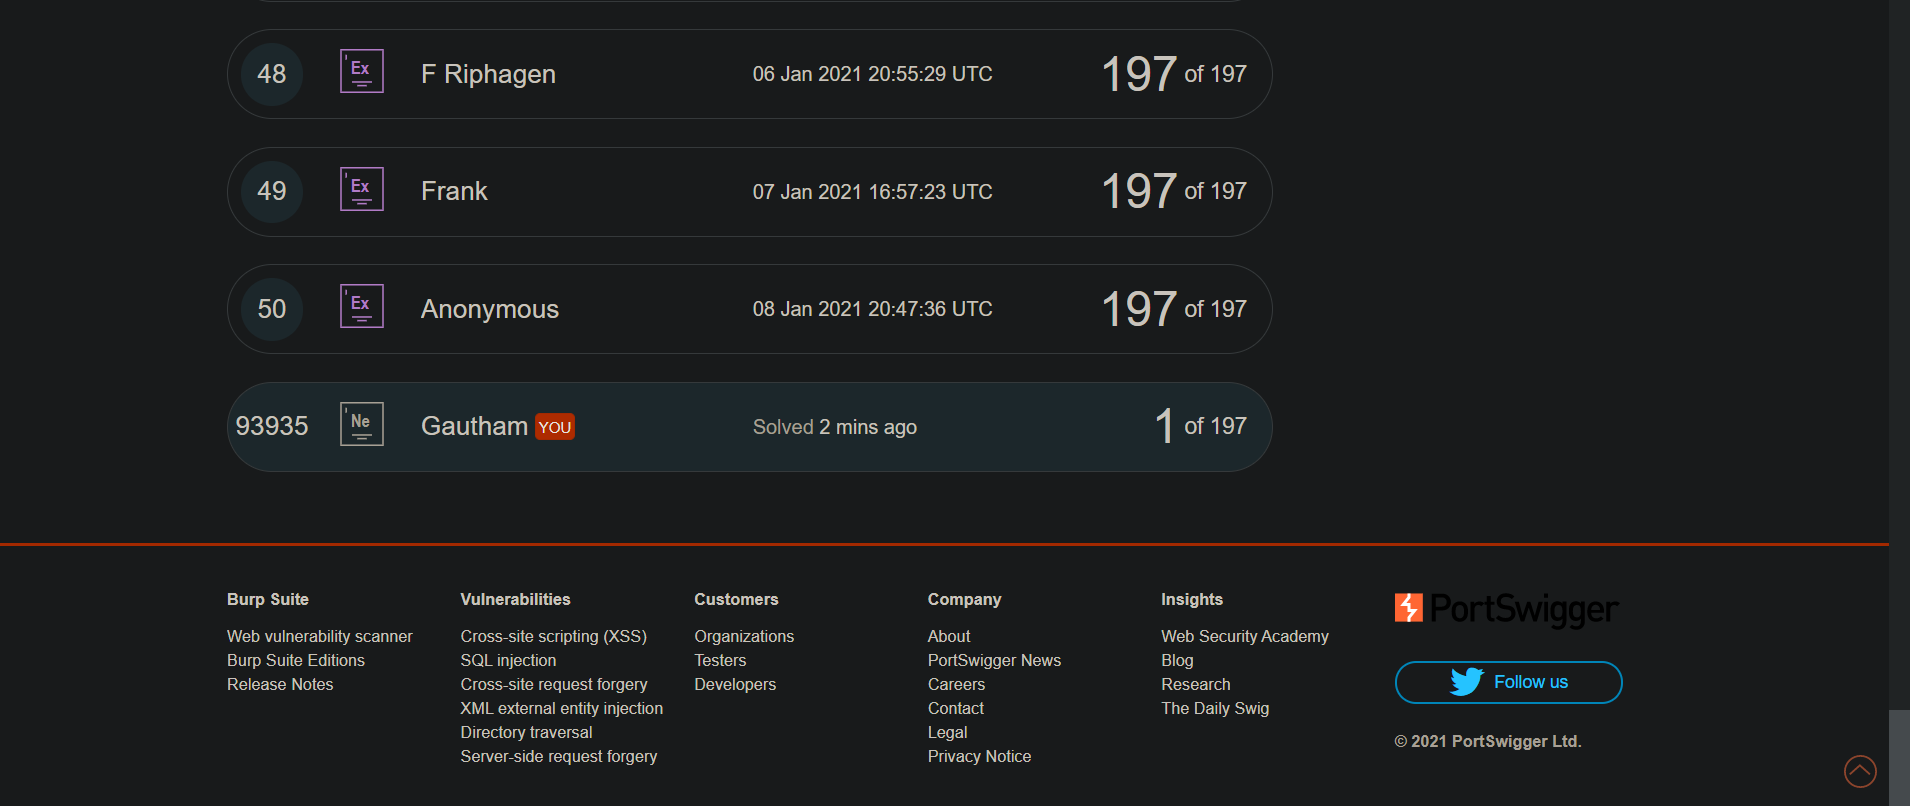 48 Ex F Riphagen 06 Jan 2021 20:55:29 UTC 197 of 197
49 Ex Frank 07 Jan 2021 16:57:23 UTC 197 of 197
50 Ex Anonymous 08 Jan 2021 20:47:36 UTC 197 of 197
93935 Ne Gautham YOU Solved 2 mins ago 1 of 197
Burp Suite
Web vulnerability scanner
Burp Suite Editions
Release Notes
Vulnerabilities
Cross-site scripting (XSS)
SQL injection
Cross-site request forgery
XML external entity injection
Directory traversal
Server-side request forgery
Customers
Organizations
Testers
Developers
Company
About
PortSwigger News
Careers
Contact
Legal
Privacy Notice
Insights
Web Security Academy
Blog
Research
The Daily Swig
PortSwigger
Follow us
© 2021 PortSwigger Ltd.